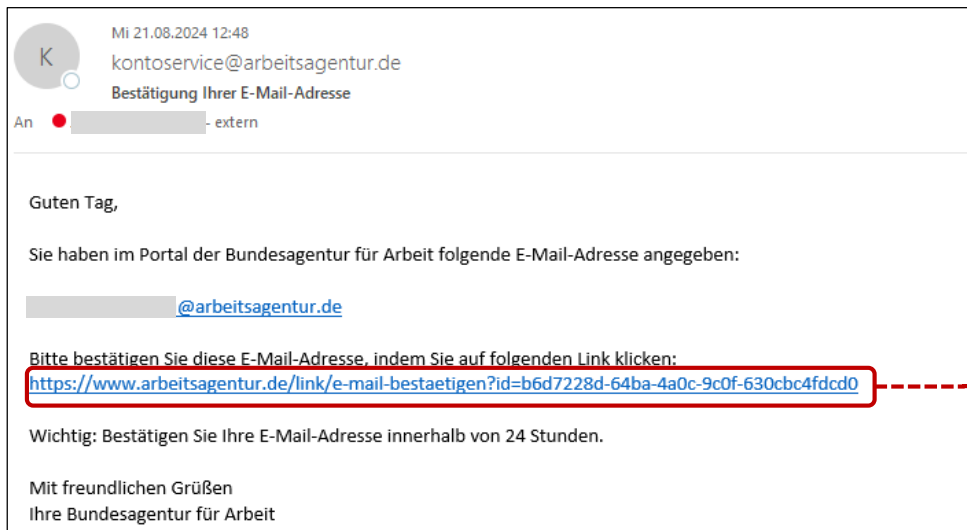 K
Mi 21.08.2024 12:48
kontoservice@arbeitsagentur.de
Bestätigung Ihrer E-Mail-Adresse
An - extern
Guten Tag,
Sie haben im Portal der Bundesagentur für Arbeit folgende E-Mail-Adresse angegeben:
@arbeitsagentur.de
Bitte bestätigen Sie diese E-Mail-Adresse, indem Sie auf folgenden Link klicken:
https://www.arbeitsagentur.de/link/e-mail-bestaetigen?id=b6d7228d-64ba-4a0c-9c0f-630cbc4fdcd0
Wichtig: Bestätigen Sie Ihre E-Mail-Adresse innerhalb von 24 Stunden.
Mit freundlichen Grüßen
Ihre Bundesagentur für Arbeit